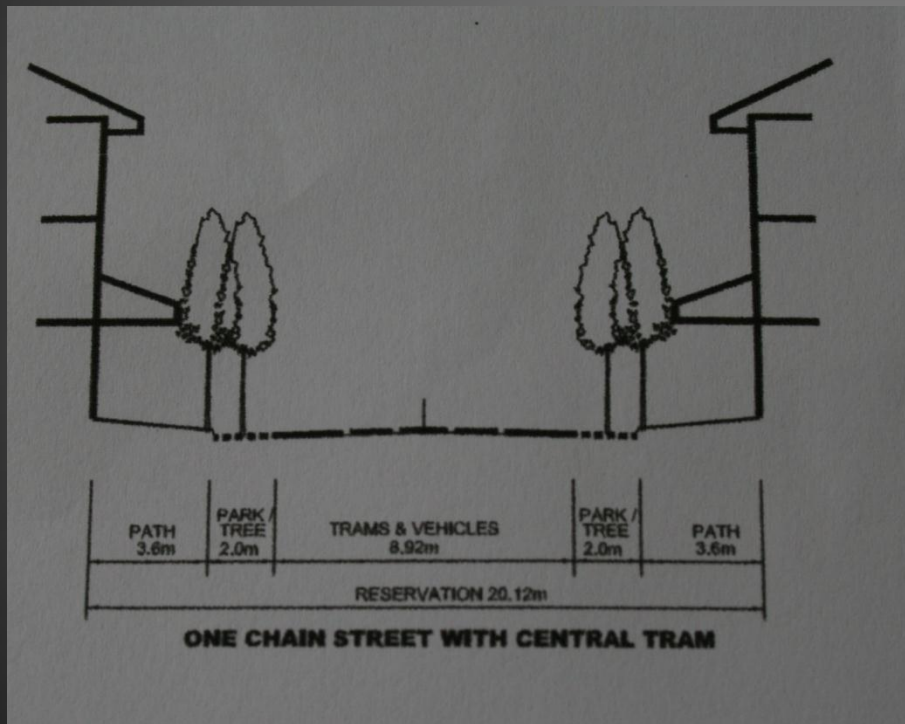 PATH
3.6m
PARK /
TREE
2.0m
TRAMS & VEHICLES
8.92m
PARK /
TREE
2.0m
PATH
3.6m
RESERVATION 20.12m
ONE CHAIN STREET WITH CENTRAL TRAM